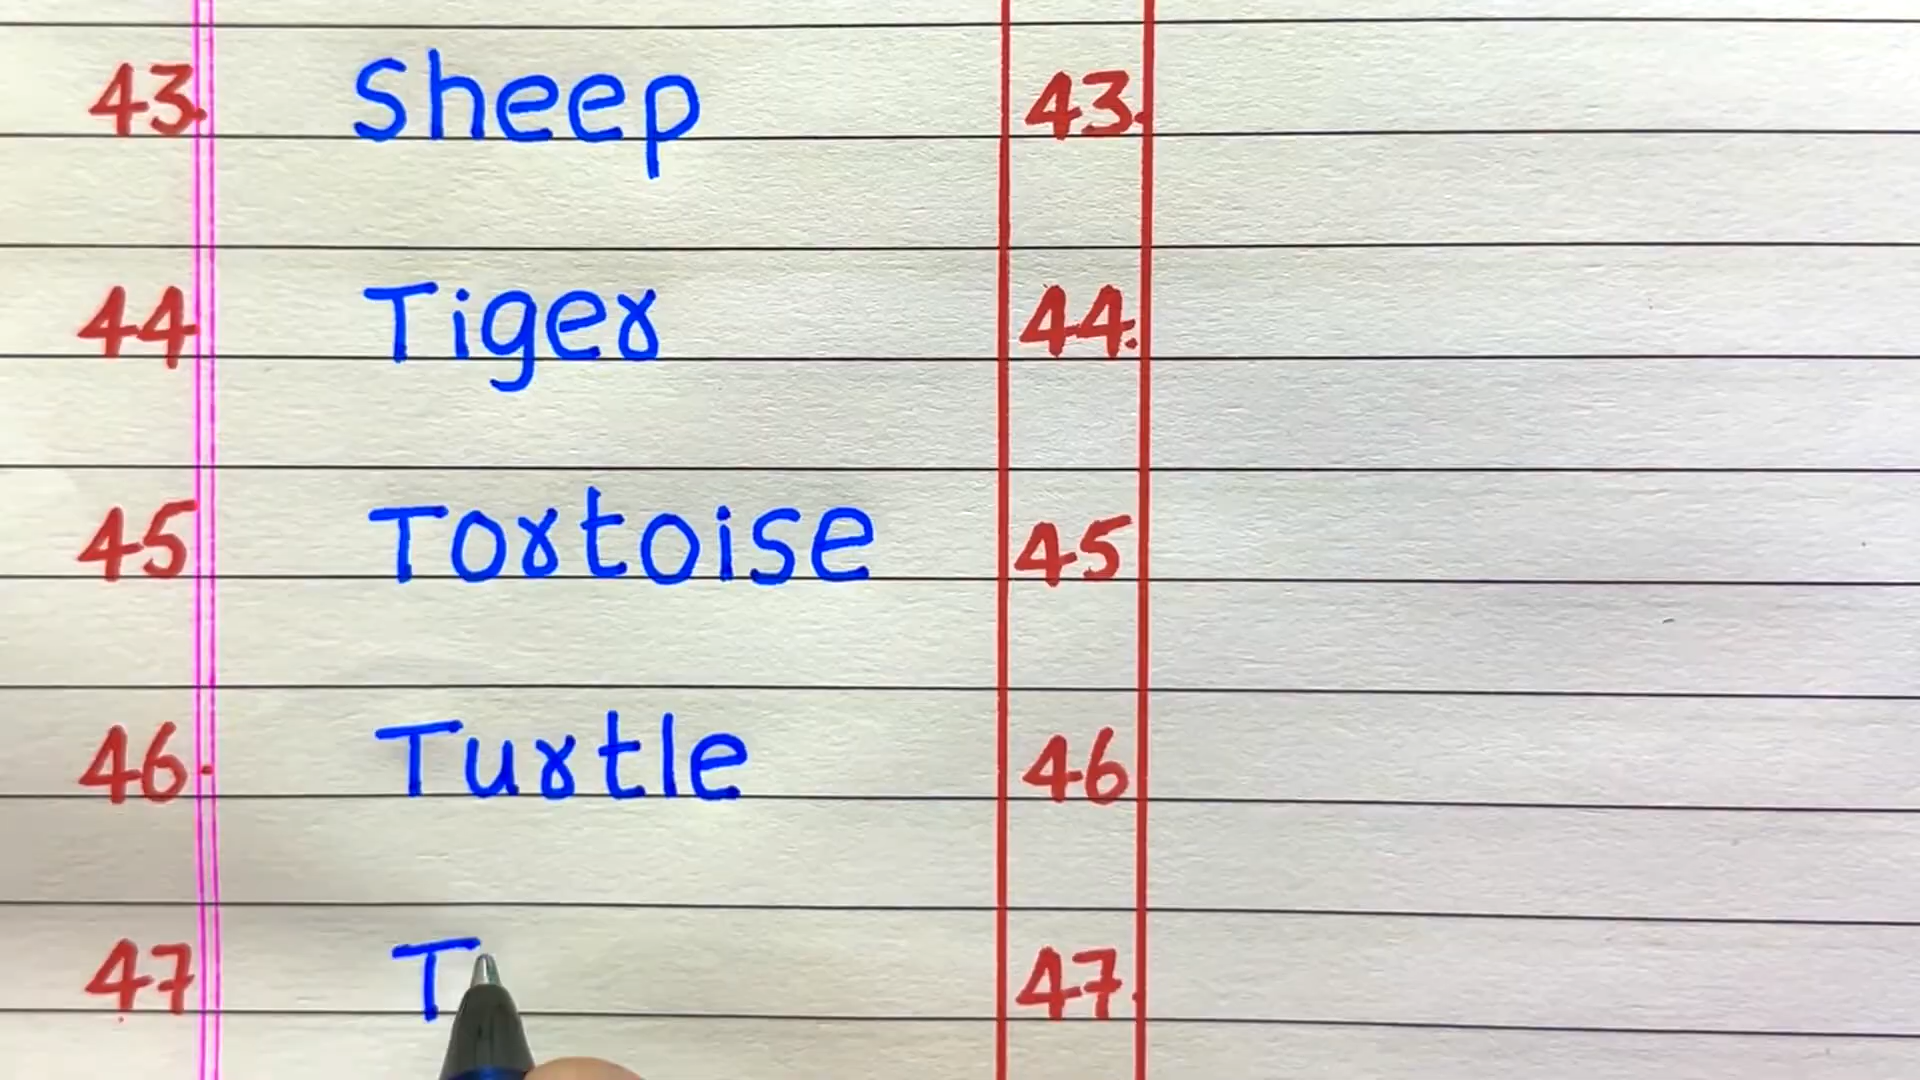 43. Sheep 43.
44 Tiger 44.
45 Tortoise 45
46. Turtle 46
47 T 47.